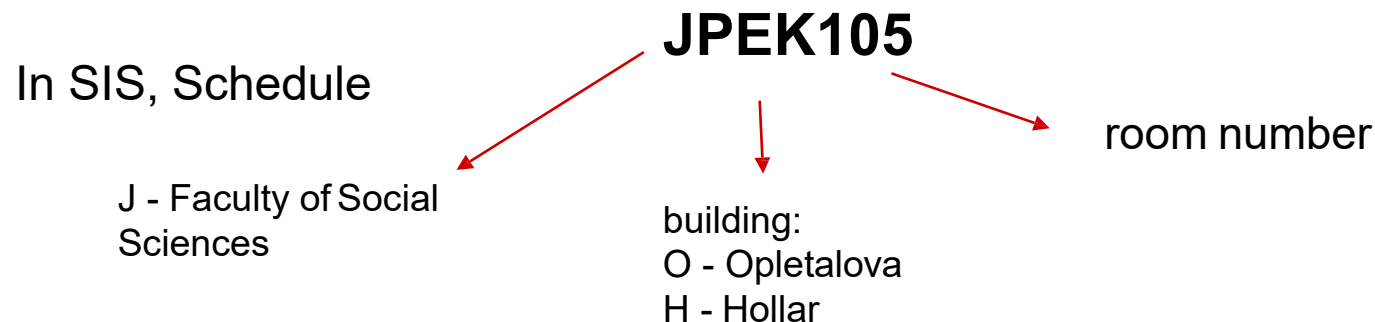 JPEK105
In SIS, Schedule
room number
J - Faculty of Social
Sciences
building:
O - Opletalova
H - Hollar